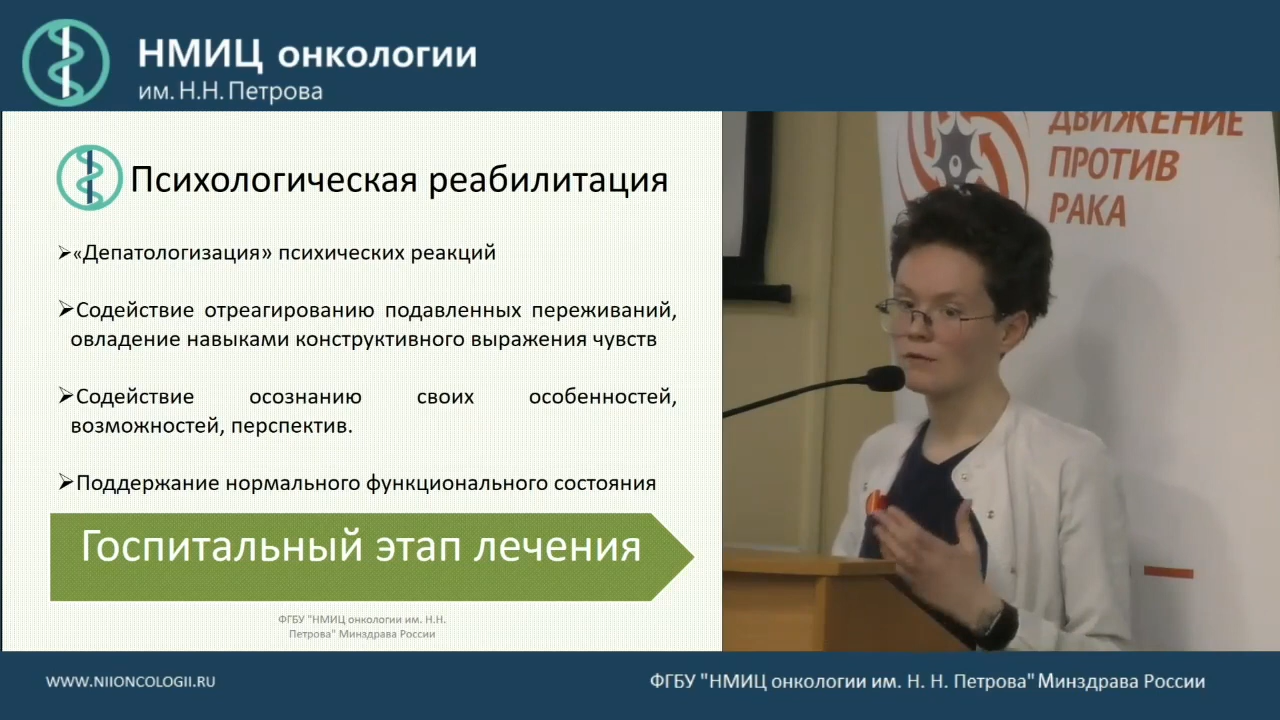 НМИЦ онкологии
им. Н.Н. Петрова
Психологическая реабилитация
«Депатологизация» психических реакций
Содействие отреагированию подавленных переживаний,
овладение навыками конструктивного выражения чувств
Содействие осознанию своих особенностей,
возможностей, перспектив.
Поддержание нормального функционального состояния
Госпитальный этап лечения
ФГБУ "НМИЦ онкологии им. Н.Н.
Петрова" Минздрава России
ДВИЖЕНИЕ
ПРОТИВ
РАКА
WWW.NIIONCOLOGII.RU
ФГБУ "НМИЦ онкологии им. Н. Н. Петрова" Минздрава России